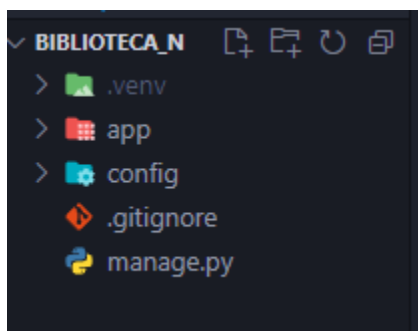 BIBLIOTECA_N
.venv
app
config
.gitignore
manage.py